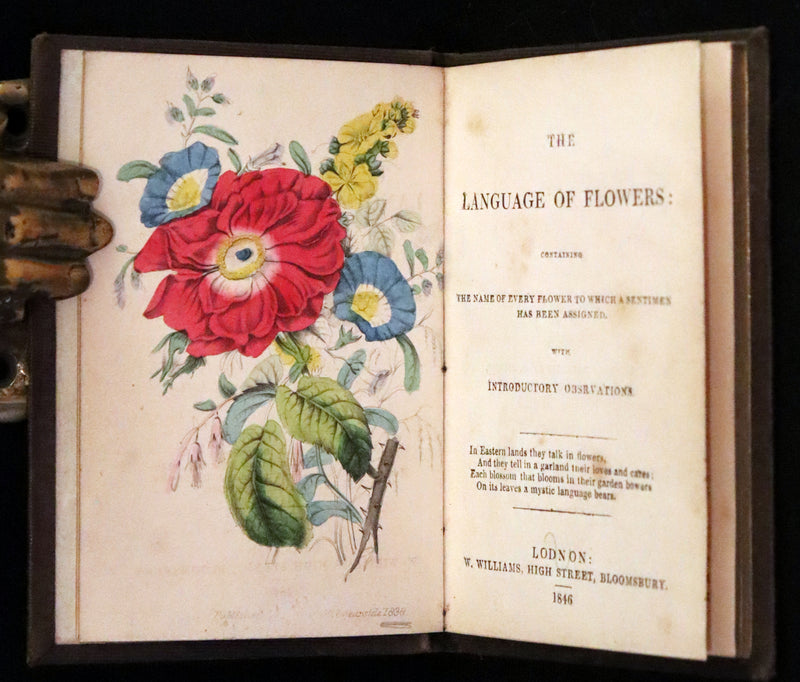 THE
LANGUAGE OF FLOWERS:
CONTAINING
THE NAME OF EVERY FLOWER TO WHICH A SENTIMEN
HAS BEEN ASSIGNED.
WITH
INTRODUCTORY OBSRVATIONS
In Eastern lands they talk in flowers,
And they tell in a garland their loves and cares;
Each blossom that blooms in their garden bowers
On its leaves a mystic language bears.
LODNON:
W. WILLIAMS, HIGH STREET, BLOOMSBURY.
1846
1838